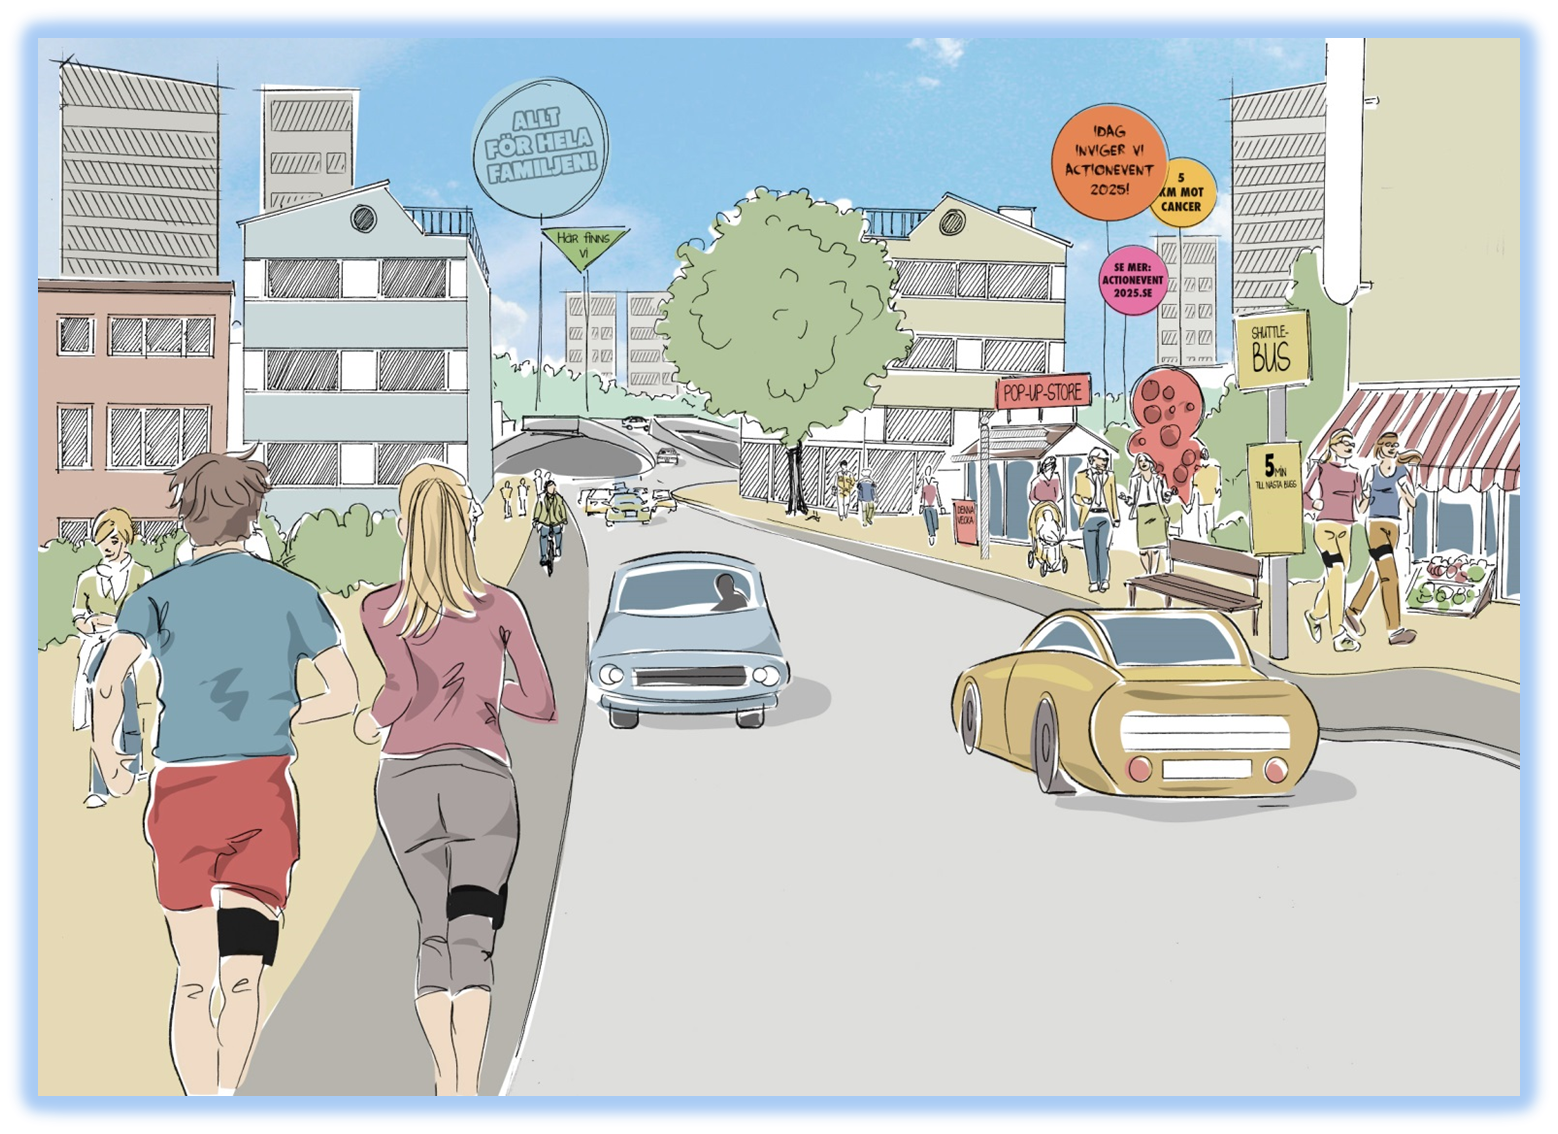 ALLT
FÖR HELA
FAMILJEN!
Här finns
vi
IDAG
INVIGER VI
ACTIONEVENT
2025!
5
KM MOT
CANCER
SE MER:
ACTIONEVENT
2025.SE
SHUTTLE-
BUS
POP-UP-STORE
5 MIN
TILL NÄSTA BUSS
DENNA
VECKA